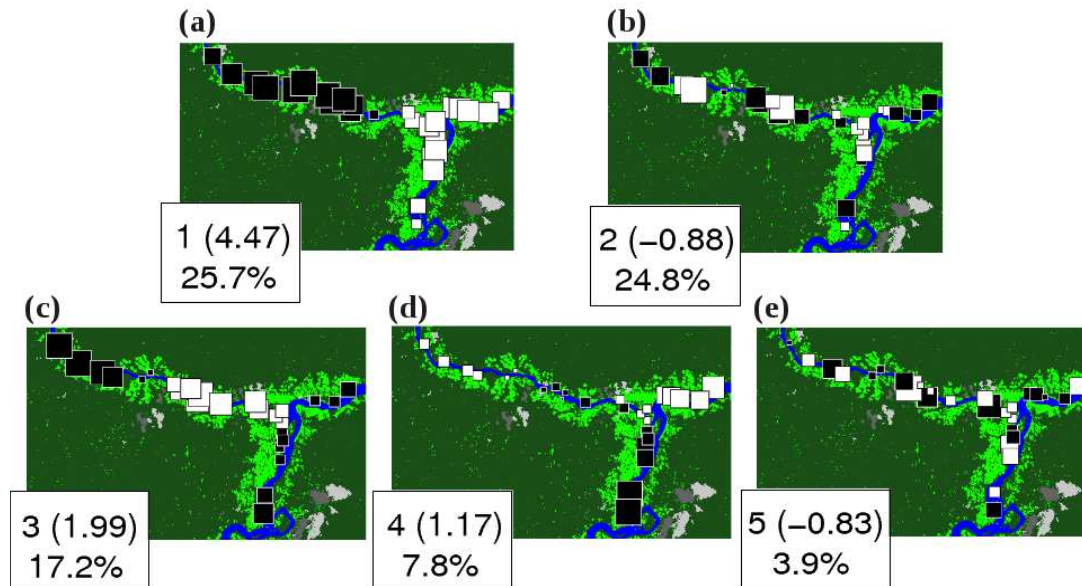 (a)
1 (4.47)
25.7%
(b)
2 (−0.88)
24.8%
(c)
3 (1.99)
17.2%
(d)
4 (1.17)
7.8%
(e)
5 (−0.83)
3.9%